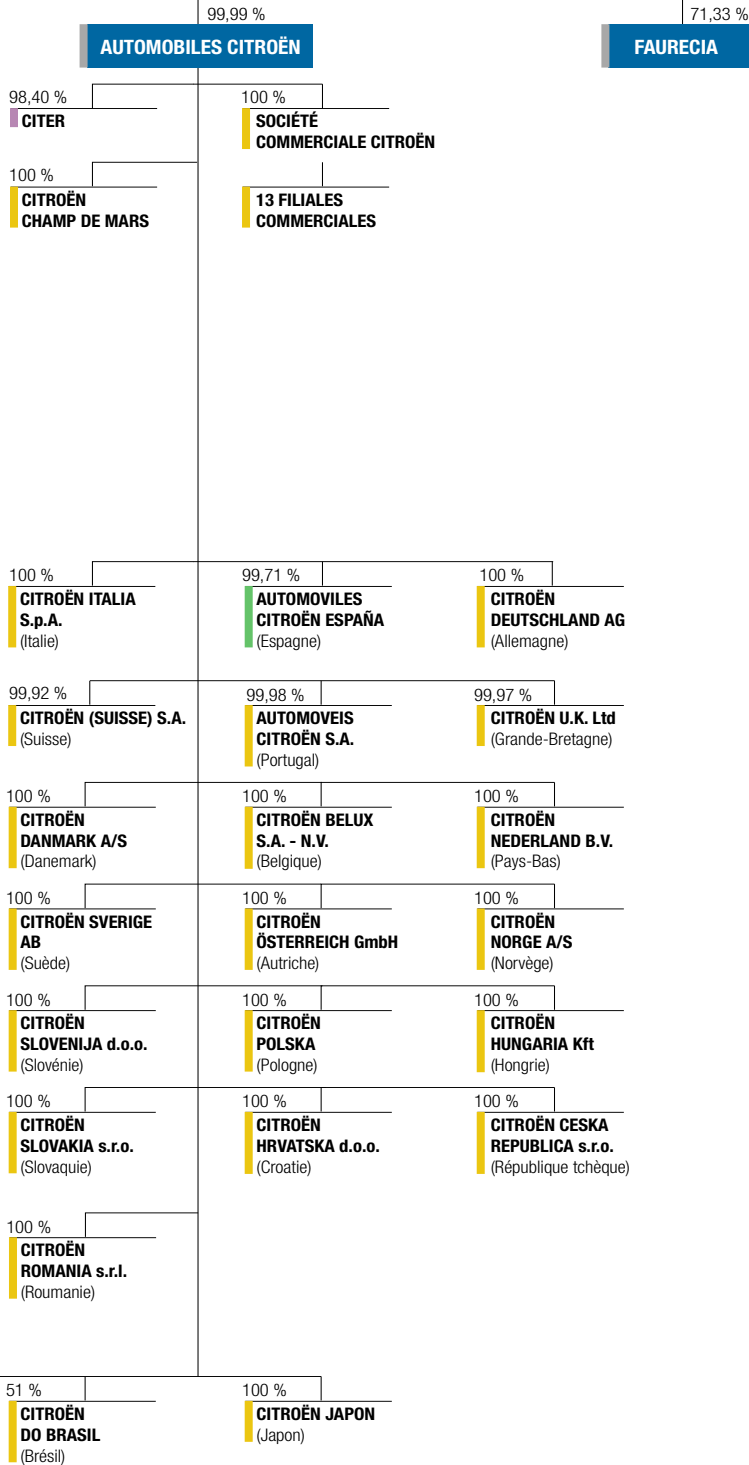 99,99 %
71,33 %
AUTOMOBILES CITROËN
FAURECIA
98,40 %
CITER
100 %
SOCIÉTÉ
COMMERCIALE CITROËN
100 %
CITROËN
CHAMP DE MARS
13 FILIALES
COMMERCIALES
100 %
CITROËN ITALIA
S.p.A.
(Italie)
99,71 %
AUTOMOVILES
CITROËN ESPAÑA
(Espagne)
100 %
CITROËN
DEUTSCHLAND AG
(Allemagne)
99,92 %
CITROËN (SUISSE) S.A.
(Suisse)
99,98 %
AUTOMOVEIS
CITROËN S.A.
(Portugal)
99,97 %
CITROËN U.K. Ltd
(Grande-Bretagne)
100 %
CITROËN
DANMARK A/S
(Danemark)
100 %
CITROËN BELUX
S.A. - N.V.
(Belgique)
100 %
CITROËN
NEDERLAND B.V.
(Pays-Bas)
100 %
CITROËN SVERIGE
AB
(Suède)
100 %
CITROËN
ÖSTERREICH GmbH
(Autriche)
100 %
CITROËN
NORGE A/S
(Norvège)
100 %
CITROËN
SLOVENIJA d.o.o.
(Slovénie)
100 %
CITROËN
POLSKA
(Pologne)
100 %
CITROËN
HUNGARIA Kft
(Hongrie)
100 %
CITROËN
SLOVAKIA s.r.o.
(Slovaquie)
100 %
CITROËN
HRVATSKA d.o.o.
(Croatie)
100 %
CITROËN CESKA
REPUBLICA s.r.o.
(République tchèque)
100 %
CITROËN
ROMANIA s.r.l.
(Roumanie)
51 %
CITROËN
DO BRASIL
(Brésil)
100 %
CITROËN JAPON
(Japon)